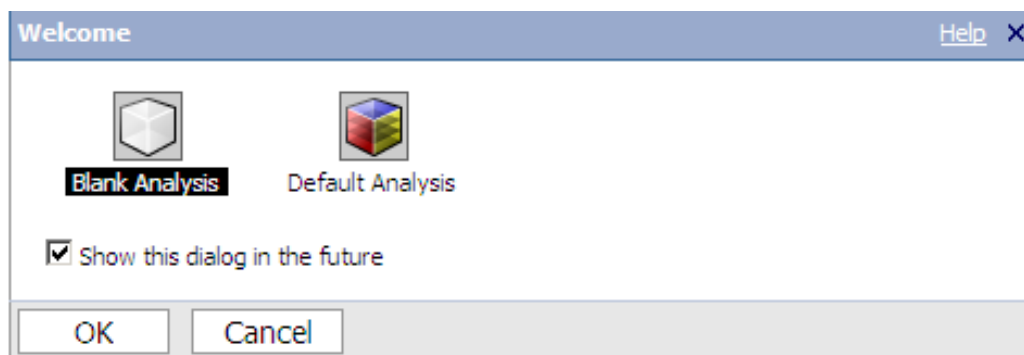 Welcome Help
Blank Analysis Default Analysis
Show this dialog in the future
OK Cancel